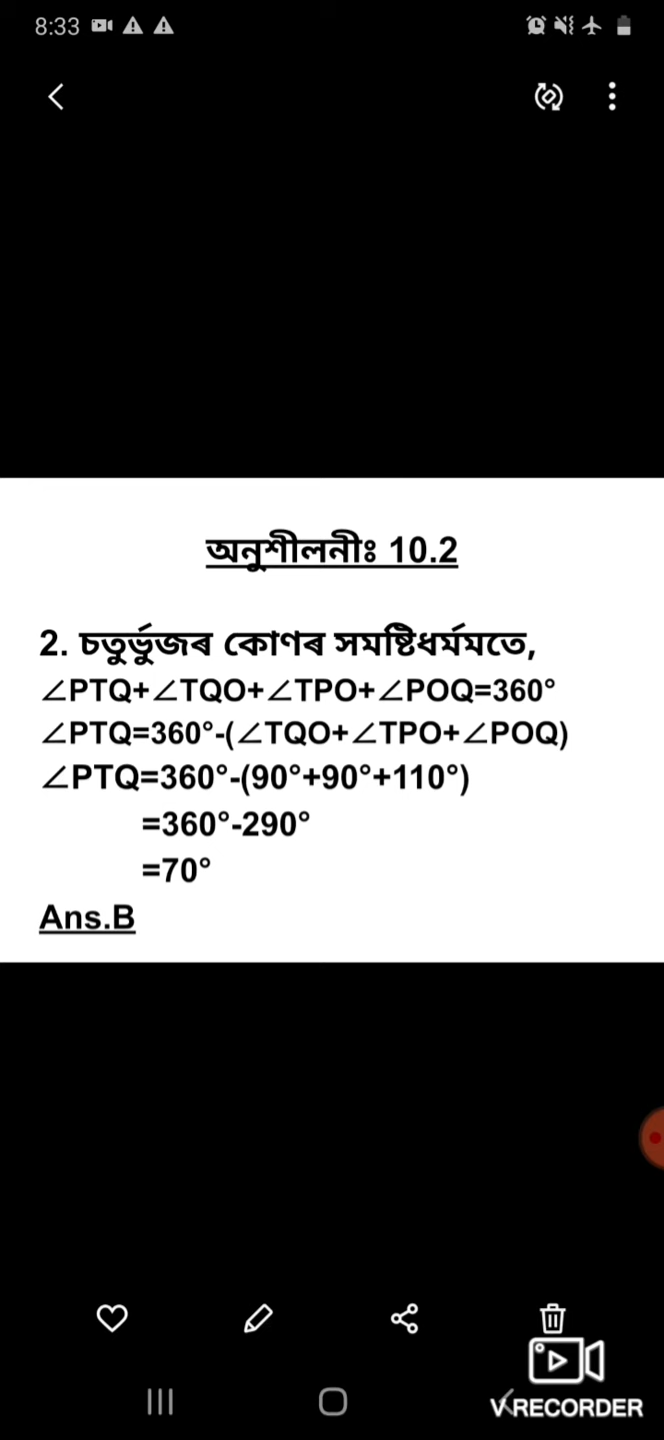 8:33
অনুশীলনীঃ 10.2
2. চতুৰ্ভুজৰ কোণৰ সমষ্টিধৰ্মমতে,
∠PTQ+∠TQO+∠TPO+∠POQ=360°
∠PTQ=360°-(∠TQO+∠TPO+∠POQ)
∠PTQ=360°-(90°+90°+110°)
=360°-290°
=70°
Ans.B
VRECORDER